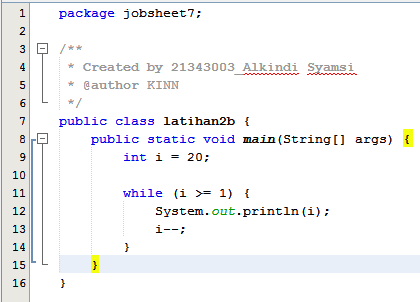 1 package jobsheet7;
2
3 /**
4  * Created by 21343003 Alkindi Syamsi
5  * @author KINN
6  */
7 public class latihan2b {
8     public static void main(String[] args) {
9         int i = 20;
10
11         while (i >= 1) {
12             System.out.println(i);
13             i--;
14         }
15     }
16 }